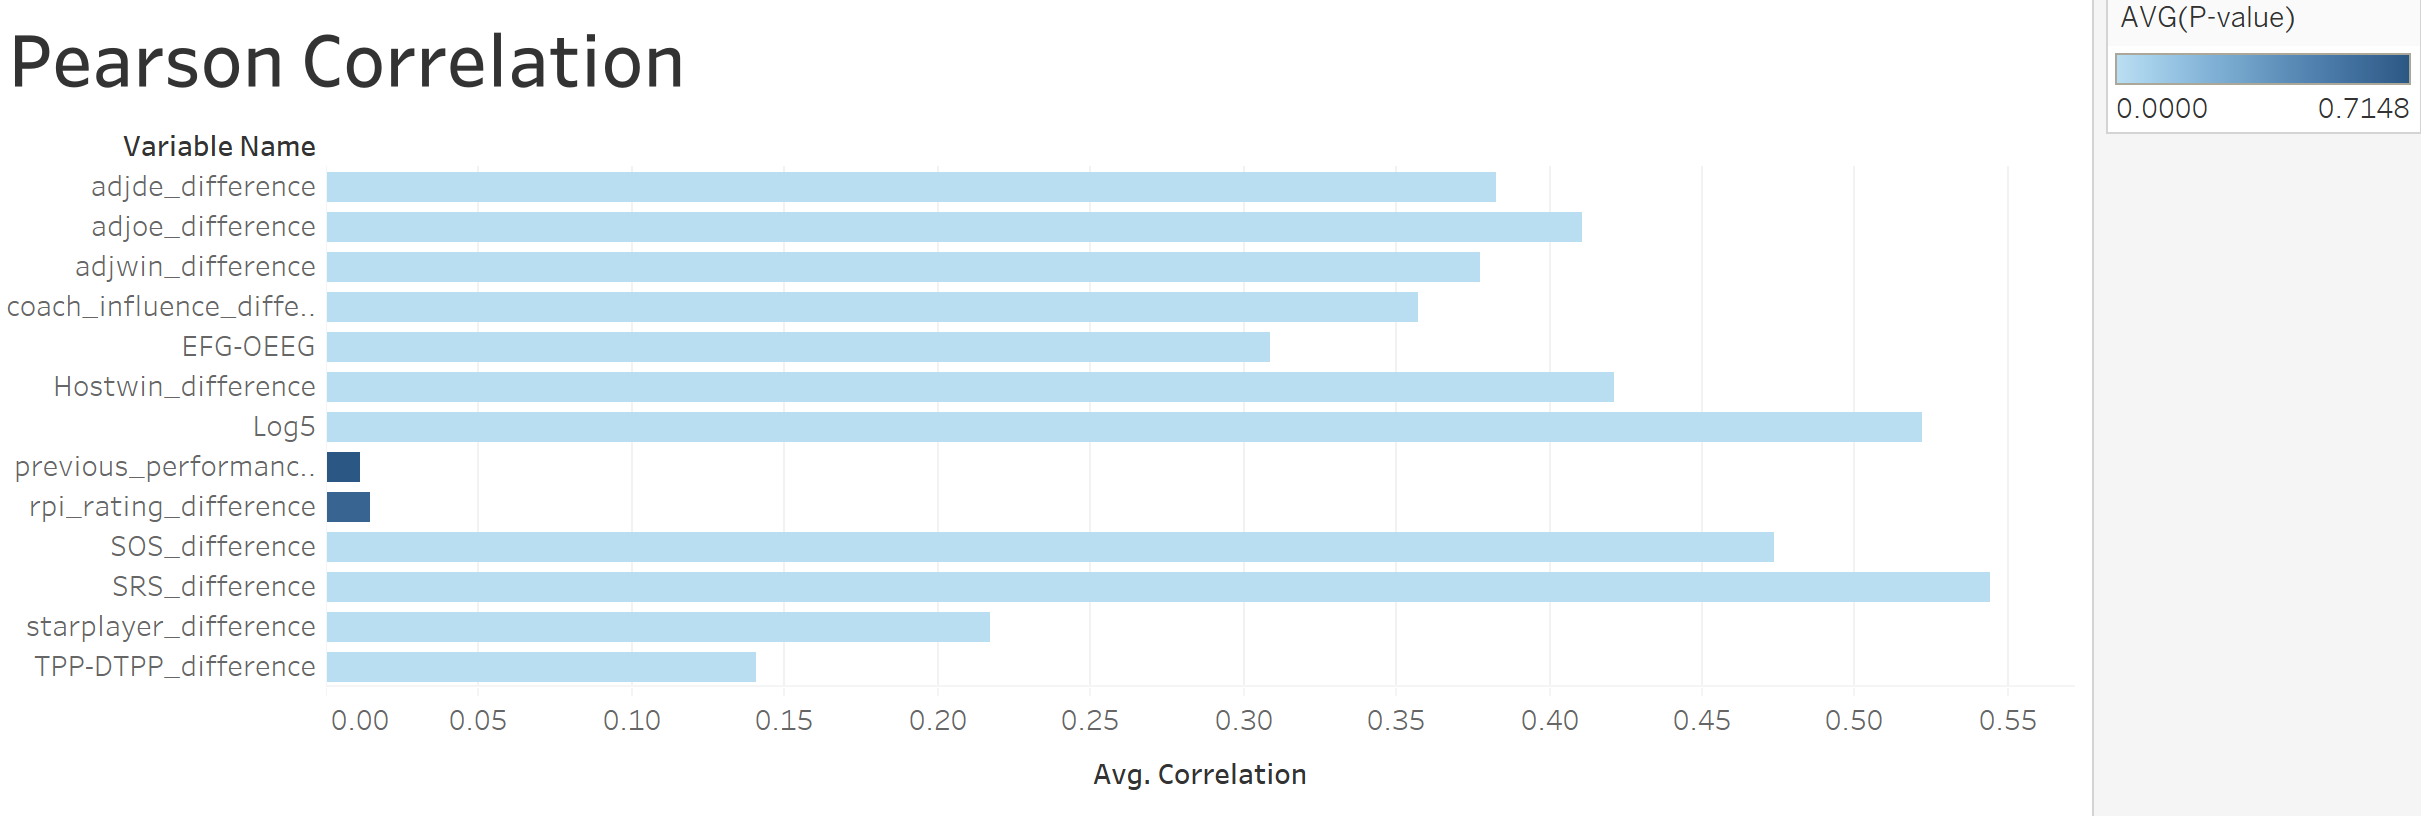 Pearson Correlation
AVG(P-value)
0.0000 0.7148
Variable Name
adjde_difference
adjoe_difference
adjwin_difference
coach_influence_diffe..
EFG-OEEG
Hostwin_difference
Log5
previous_performanc..
rpi_rating_difference
SOS_difference
SRS_difference
starplayer_difference
TPP-DTPP_difference
0.00 0.05 0.10 0.15 0.20 0.25 0.30 0.35 0.40 0.45 0.50 0.55
Avg. Correlation